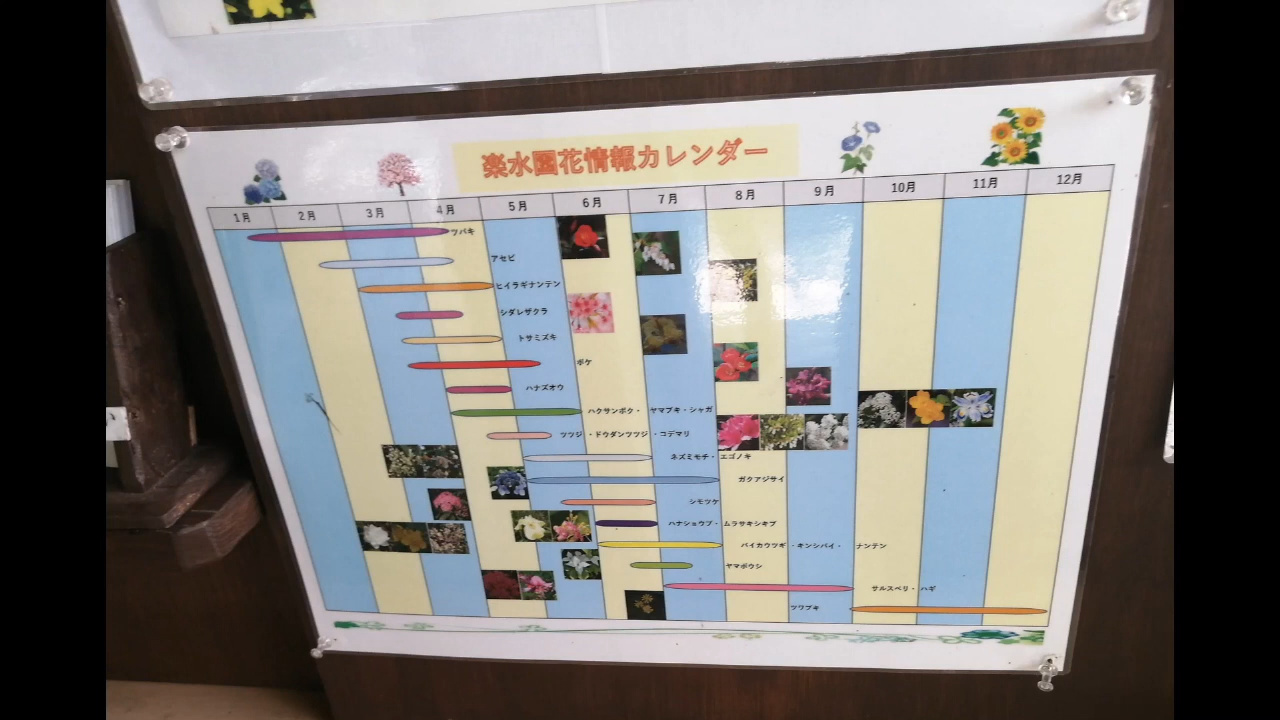 楽水園花情報カレンダー
1月 2月 3月 4月 5月 6月 7月 8月 9月 10月 11月 12月
ツバキ
アセビ
ヒイラギナンテン
シダレザクラ
トサミズキ
ボケ
ハナズオウ
ハクサンボク・ ヤマブキ・シャガ
ツツジ ・ドウダンツツジ ・コデマリ
ネズミモチ・ エゴノキ
ガクアジサイ
シモツケ
ハナショウブ・ ムラサキシキブ
バイカウツギ ・キンシバイ・ ナンテン
ヤマボウシ
サルスベリ・ ハギ
ツワブキ